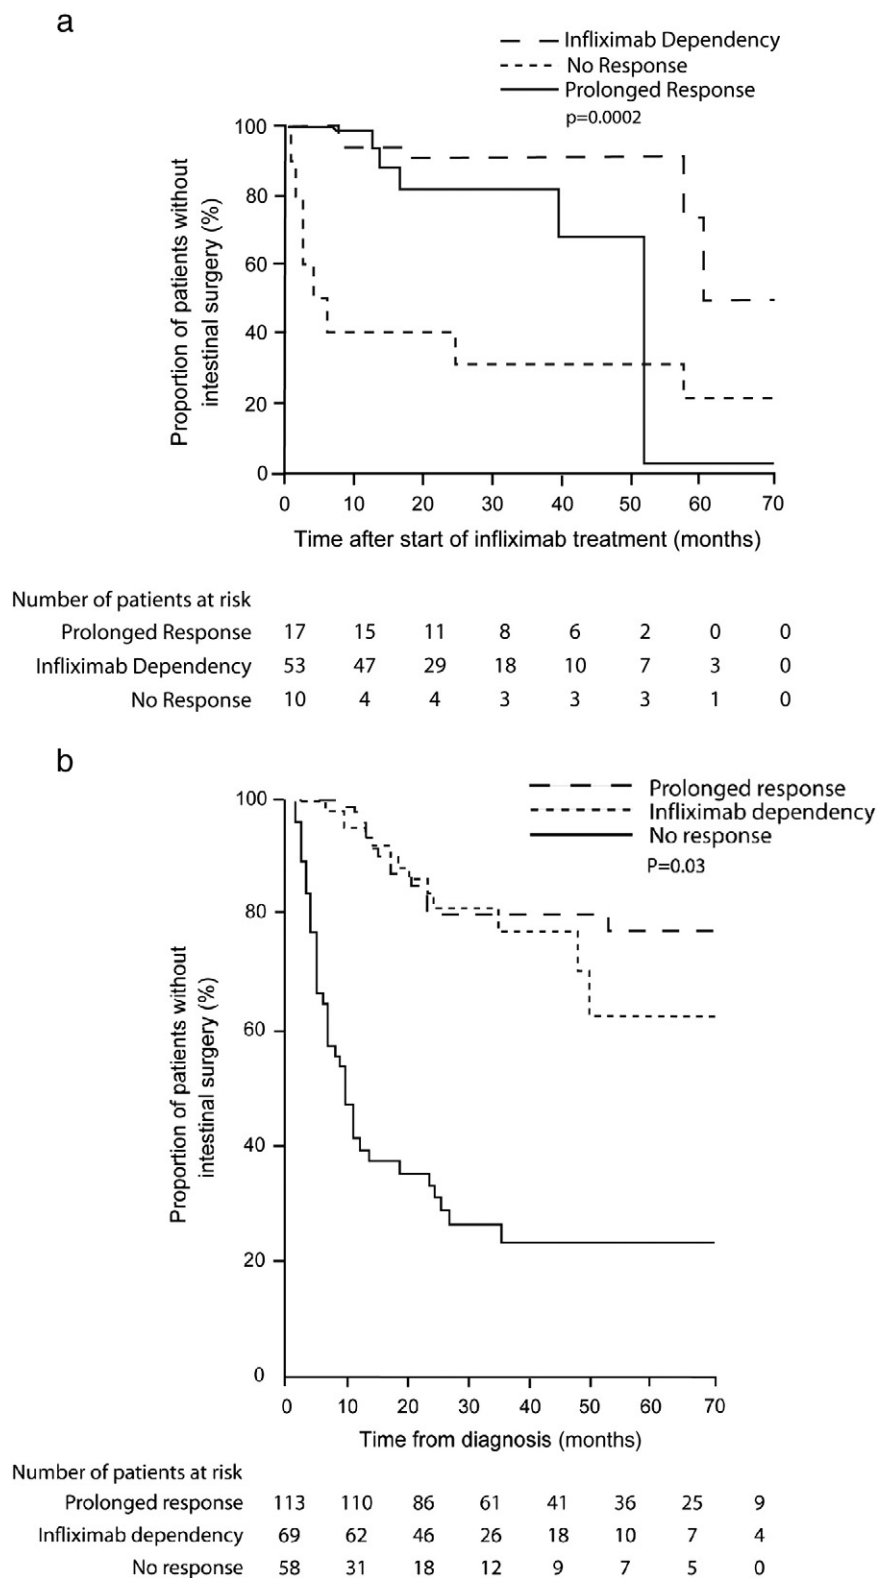 a
Infliximab Dependency
No Response
Prolonged Response
p=0.0002
100
80
60
40
20
0
Proportion of patients without
intestinal surgery (%)
0 10 20 30 40 50 60 70
Time after start of infliximab treatment (months)
Number of patients at risk
Prolonged Response 17 15 11 8 6 2 0 0
Infliximab Dependency 53 47 29 18 10 7 3 0
No Response 10 4 4 3 3 3 1 0
b
Prolonged response
Infliximab dependency
No response
P=0.03
100
80
60
40
20
0
Proportion of patients without
intestinal surgery (%)
0 10 20 30 40 50 60 70
Time from diagnosis (months)
Number of patients at risk
Prolonged response 113 110 86 61 41 36 25 9
Infliximab dependency 69 62 46 26 18 10 7 4
No response 58 31 18 12 9 7 5 0